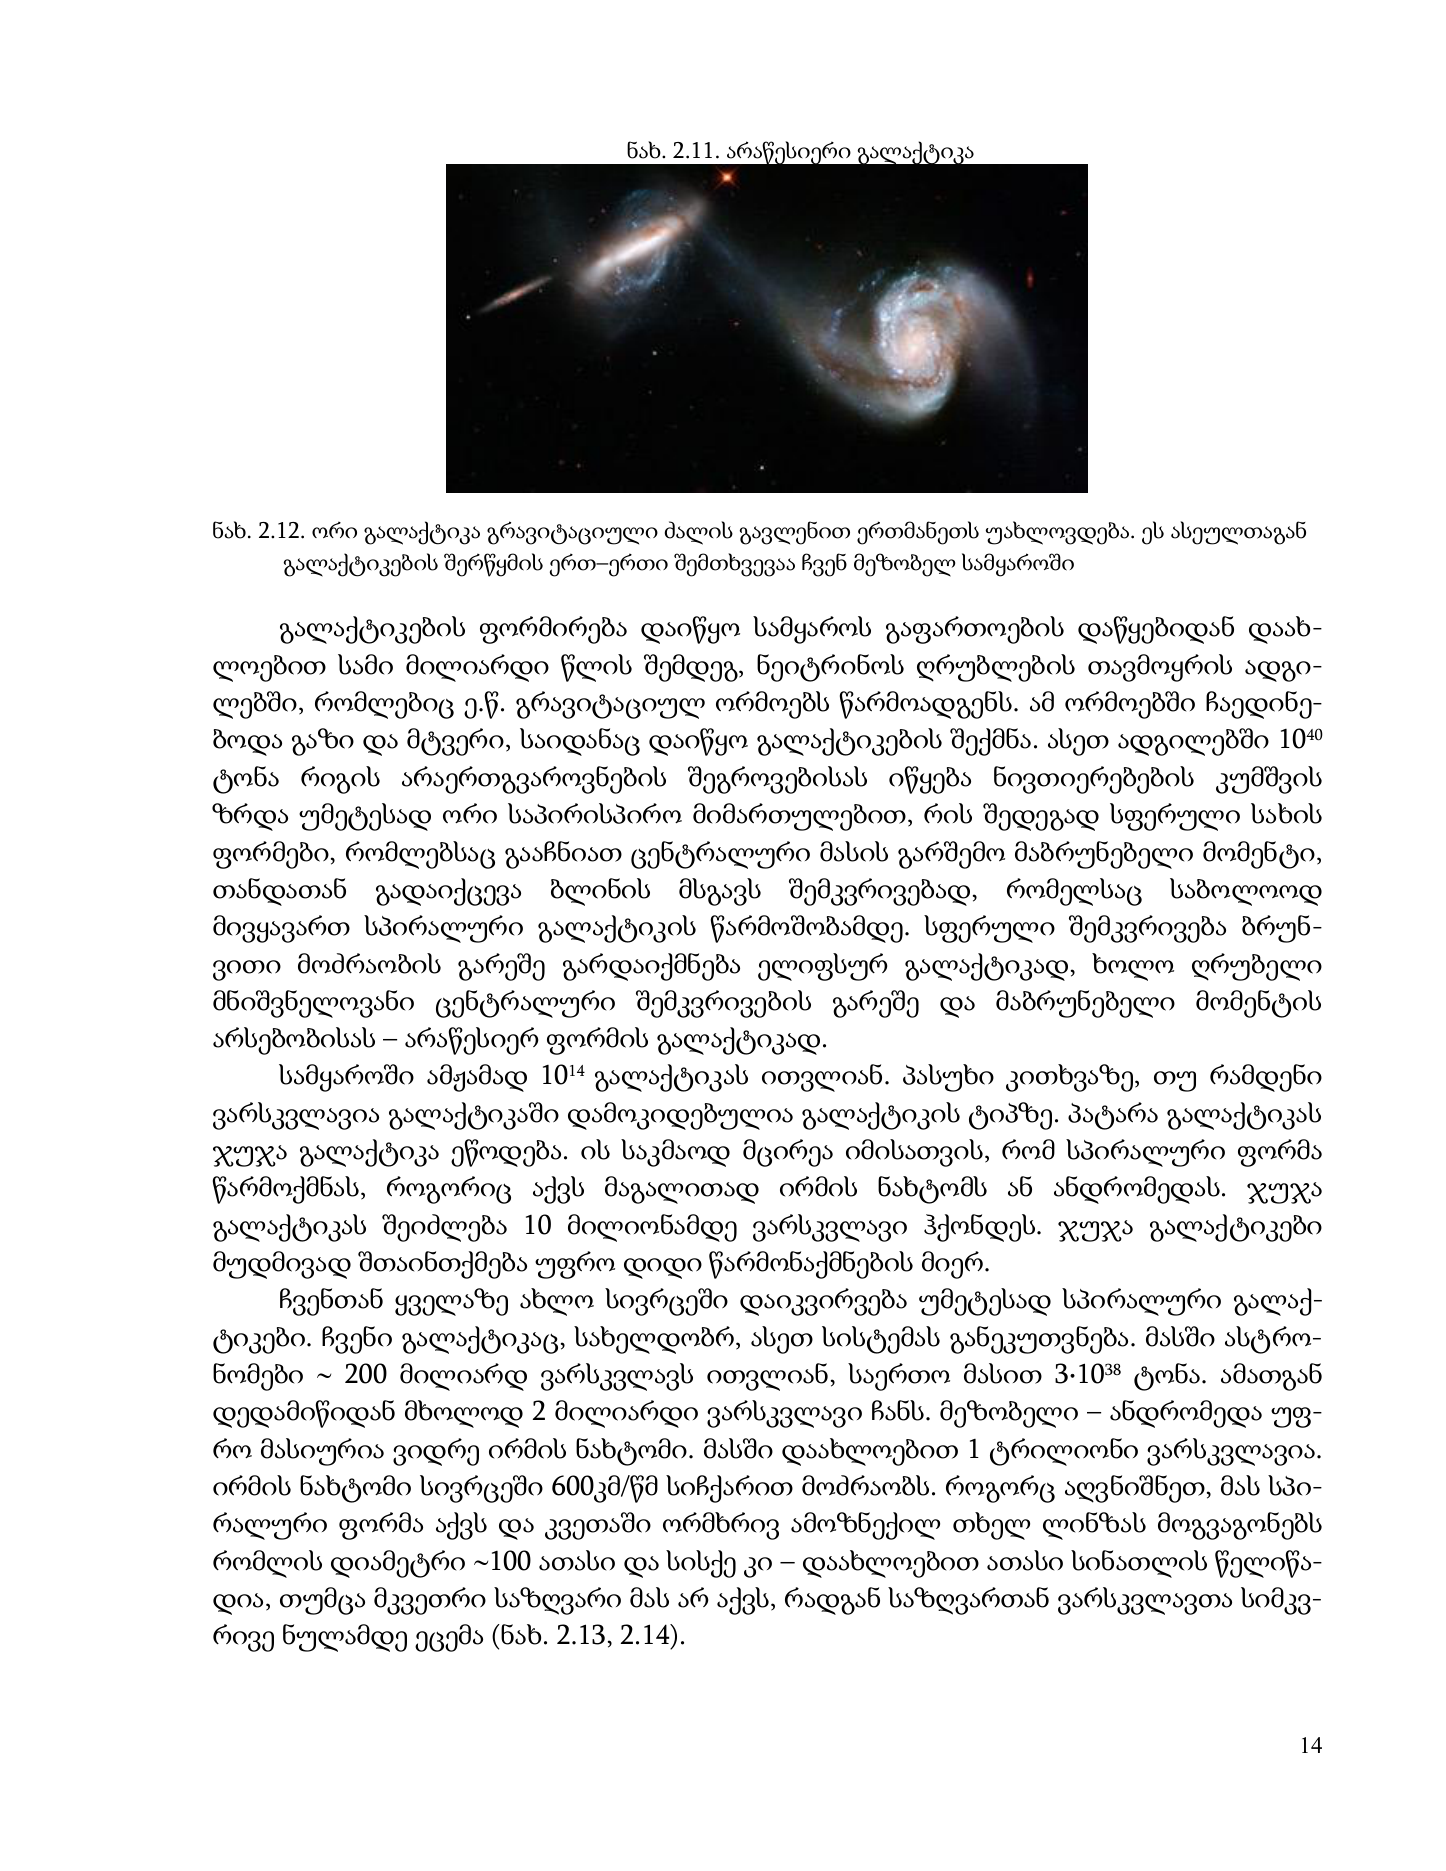 ნახ. 2.11. არაწესიერი გალაქტიკა
ნახ. 2.12. ორი გალაქტიკა გრავიტაციული ძალის გავლენით ერთმანეთს უახლოვდება. ეს ასეულთაგან
გალაქტიკების შერწყმის ერთ–ერთი შემთხვევაა ჩვენ მეზობელ სამყაროში
გალაქტიკების ფორმირება დაიწყო სამყაროს გაფართოების დაწყებიდან დაახ-
ლოებით სამი მილიარდი წლის შემდეგ, ნეიტრინოს ღრუბლების თავმოყრის ადგი-
ლებში, რომლებიც ე.წ. გრავიტაციულ ორმოებს წარმოადგენს. ამ ორმოებში ჩაედინე-
ბოდა გაზი და მტვერი, საიდანაც დაიწყო გალაქტიკების შექმნა. ასეთ ადგილებში 10⁴⁰
ტონა რიგის არაერთგვაროვნების შეგროვებისას იწყება ნივთიერებების კუმშვის
ზრდა უმეტესად ორი საპირისპირო მიმართულებით, რის შედეგად სფერული სახის
ფორმები, რომლებსაც გააჩნიათ ცენტრალური მასის გარშემო მაბრუნებელი მომენტი,
თანდათან გადაიქცევა ბლინის მსგავს შემკვრივებად, რომელსაც საბოლოოდ
მივყავართ სპირალური გალაქტიკის წარმოშობამდე. სფერული შემკვრივება ბრუნ-
ვითი მოძრაობის გარეშე გარდაიქმნება ელიფსურ გალაქტიკად, ხოლო ღრუბელი
მნიშვნელოვანი ცენტრალური შემკვრივების გარეშე და მაბრუნებელი მომენტის
არსებობისას – არაწესიერ ფორმის გალაქტიკად.
სამყაროში ამჟამად 10¹⁴ გალაქტიკას ითვლიან. პასუხი კითხვაზე, თუ რამდენი
ვარსკვლავია გალაქტიკაში დამოკიდებულია გალაქტიკის ტიპზე. პატარა გალაქტიკას
ჯუჯა გალაქტიკა ეწოდება. ის საკმაოდ მცირეა იმისათვის, რომ სპირალური ფორმა
წარმოქმნას, როგორიც აქვს მაგალითად ირმის ნახტომს ან ანდრომედას. ჯუჯა
გალაქტიკას შეიძლება 10 მილიონამდე ვარსკვლავი ჰქონდეს. ჯუჯა გალაქტიკები
მუდმივად შთაინთქმება უფრო დიდი წარმონაქმნების მიერ.
ჩვენთან ყველაზე ახლო სივრცეში დაიკვირვება უმეტესად სპირალური გალაქ-
ტიკები. ჩვენი გალაქტიკაც, სახელდობრ, ასეთ სისტემას განეკუთვნება. მასში ასტრო-
ნომები ~ 200 მილიარდ ვარსკვლავს ითვლიან, საერთო მასით 3·10³⁸ ტონა. ამათგან
დედამიწიდან მხოლოდ 2 მილიარდი ვარსკვლავი ჩანს. მეზობელი – ანდრომედა უფ-
რო მასიურია ვიდრე ირმის ნახტომი. მასში დაახლოებით 1 ტრილიონი ვარსკვლავია.
ირმის ნახტომი სივრცეში 600კმ/წმ სიჩქარით მოძრაობს. როგორც აღვნიშნეთ, მას სპი-
რალური ფორმა აქვს და კვეთაში ორმხრივ ამოზნექილ თხელ ლინზას მოგვაგონებს
რომლის დიამეტრი ~100 ათასი და სისქე კი – დაახლოებით ათასი სინათლის წელიწა-
დია, თუმცა მკვეთრი საზღვარი მას არ აქვს, რადგან საზღვართან ვარსკვლავთა სიმკვ-
რივე ნულამდე ეცემა (ნახ. 2.13, 2.14).
14